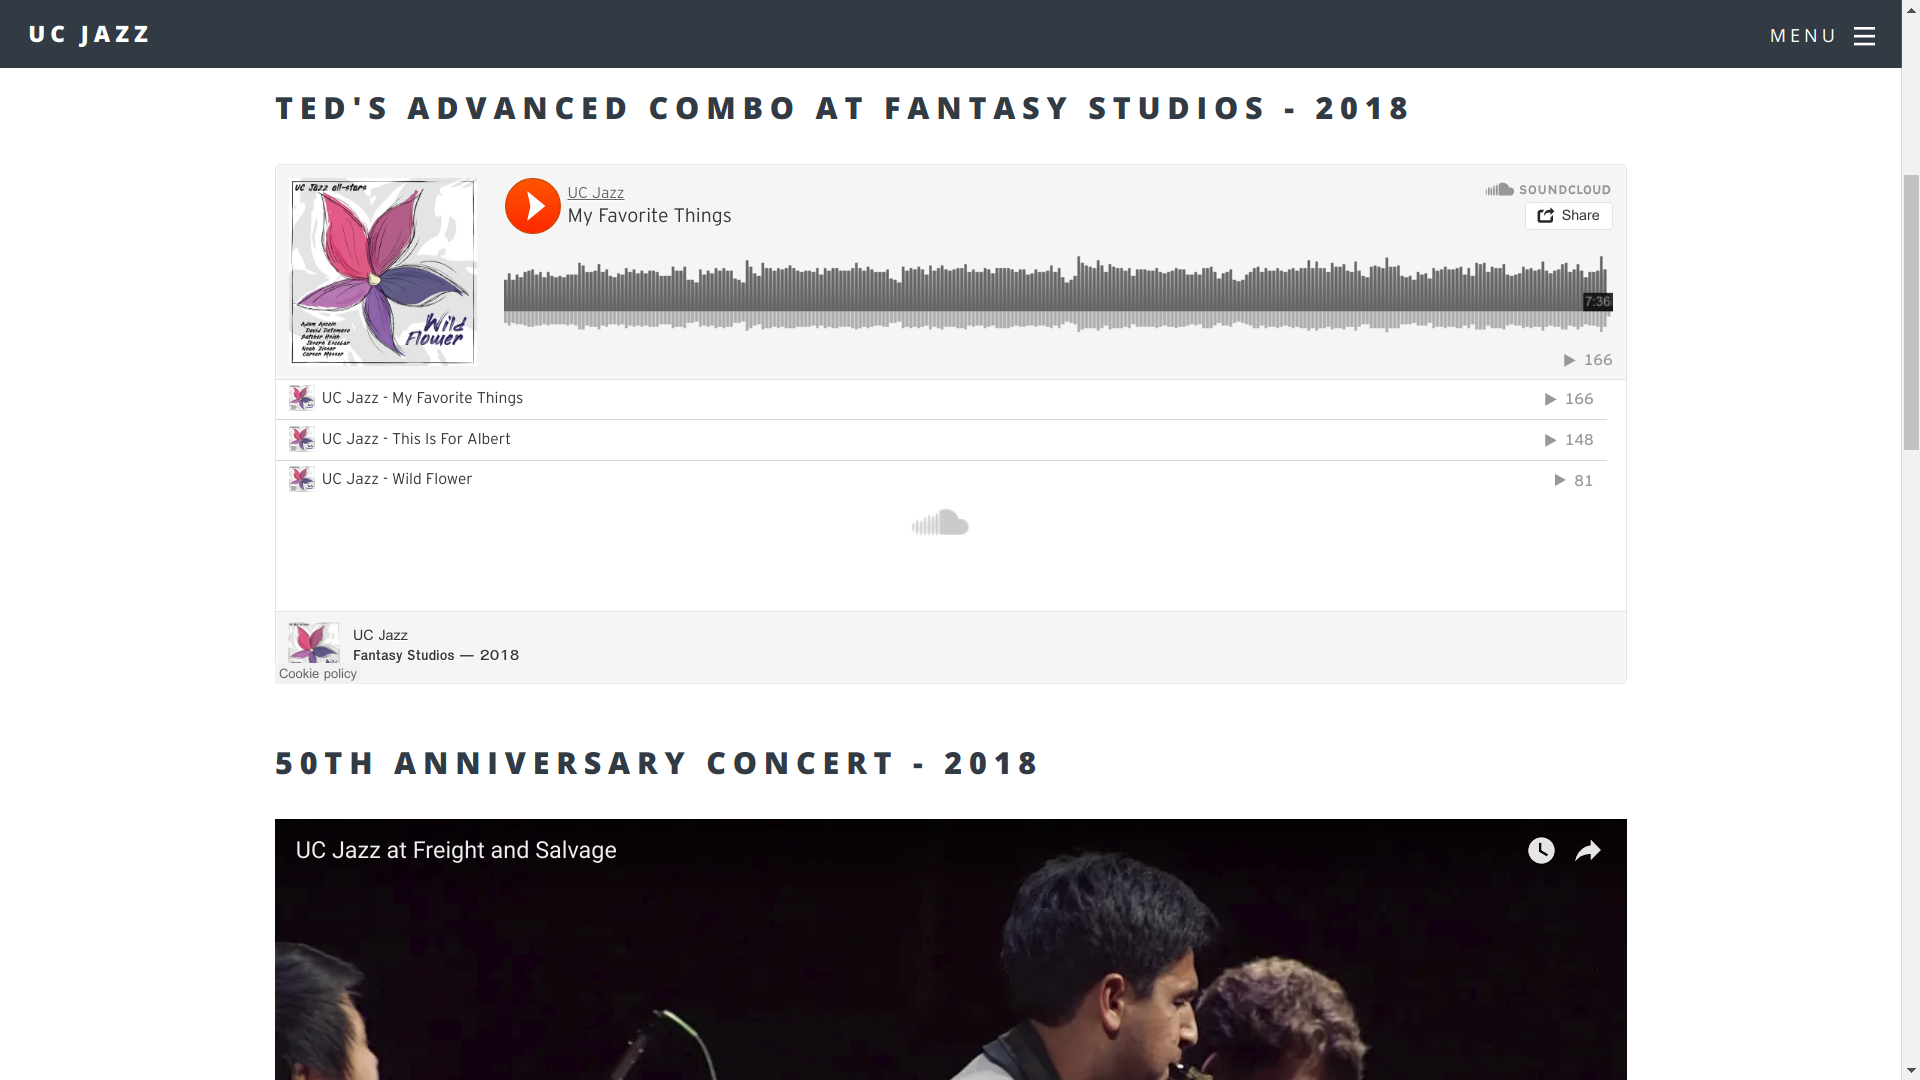 UC JAZZ
MENU
TED'S ADVANCED COMBO AT FANTASY STUDIOS - 2018
UC Jazz all-stars
Wild
Flower
UC Jazz
My Favorite Things
SOUNDCLOUD
Share
7:36
166
UC Jazz - My Favorite Things
166
UC Jazz - This Is For Albert
148
UC Jazz - Wild Flower
81
UC Jazz
Fantasy Studios — 2018
Cookie policy
50TH ANNIVERSARY CONCERT - 2018
UC Jazz at Freight and Salvage